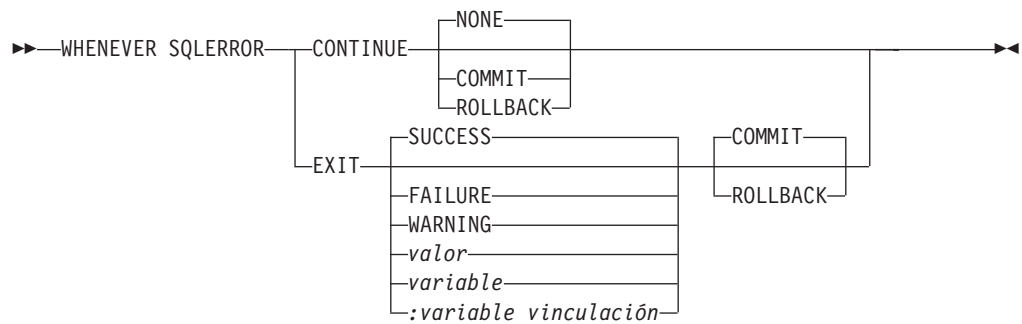 NONE
WHENEVER SQLERROR CONTINUE
COMMIT
ROLLBACK
SUCCESS COMMIT
EXIT
FAILURE ROLLBACK
WARNING
valor
variable
:variable vinculación